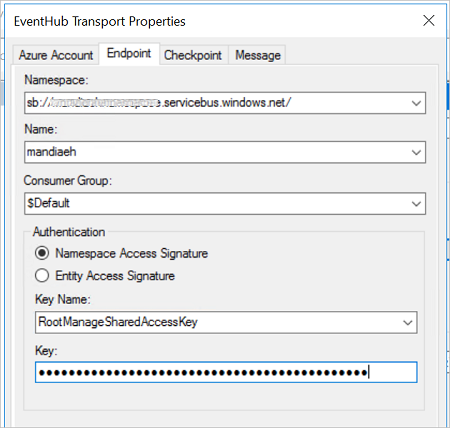 EventHub Transport Properties
Azure Account Endpoint Checkpoint Message
Namespace:
sb:// .servicebus.windows.net/
Name:
mandiaeh
Consumer Group:
$Default
Authentication
Namespace Access Signature
Entity Access Signature
Key Name:
RootManageSharedAccessKey
Key: